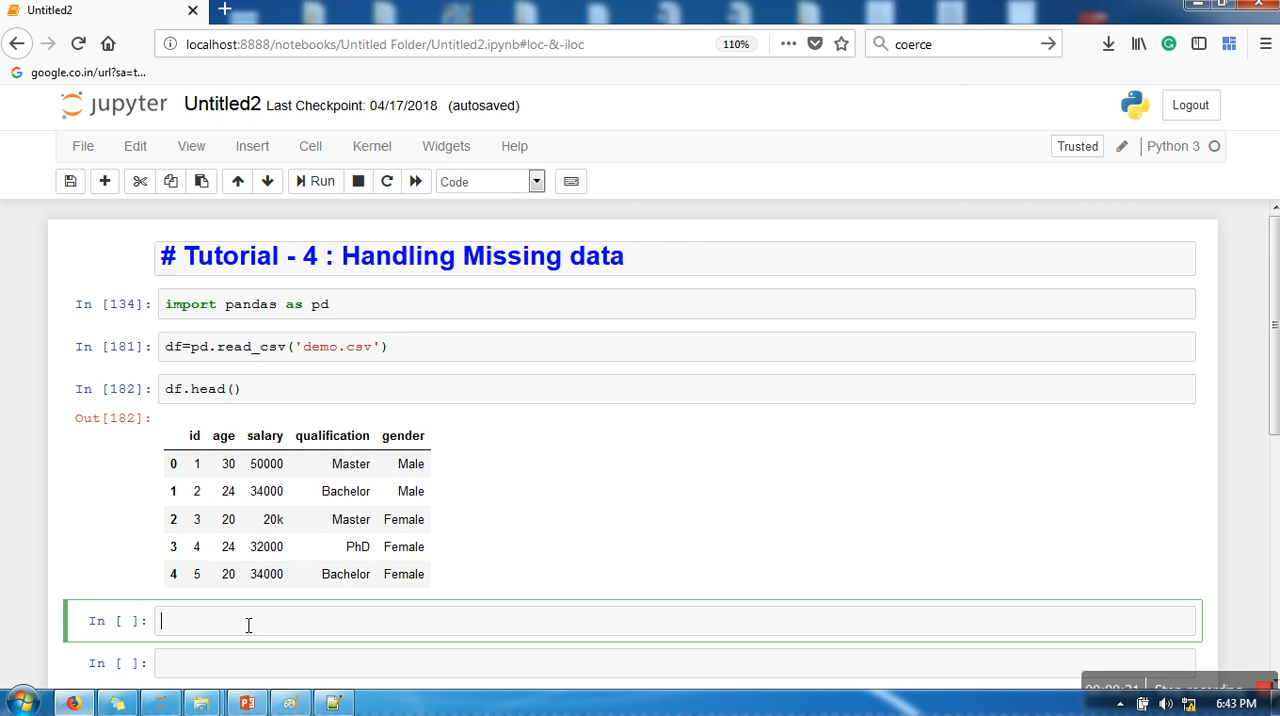 Untitled2
localhost:8888/notebooks/Untitled Folder/Untitled2.ipynb#loc-&.iloc
110%
coerce
google.co.in/url?sa=t...
jupyter Untitled2 Last Checkpoint: 04/17/2018 (autosaved)
Logout
File Edit View Insert Cell Kernel Widgets Help
Trusted
Python 3
Run
Code
# Tutorial - 4 : Handling Missing data
In [134]: import pandas as pd
In [181]: df=pd.read_csv('demo.csv')
In [182]: df.head()
Out[182]:
id age salary qualification gender
0 1 30 50000 Master Male
1 2 24 34000 Bachelor Male
2 3 20 20k Master Female
3 4 24 32000 PhD Female
4 5 20 34000 Bachelor Female
In [ ]:
In [ ]:
6:43 PM